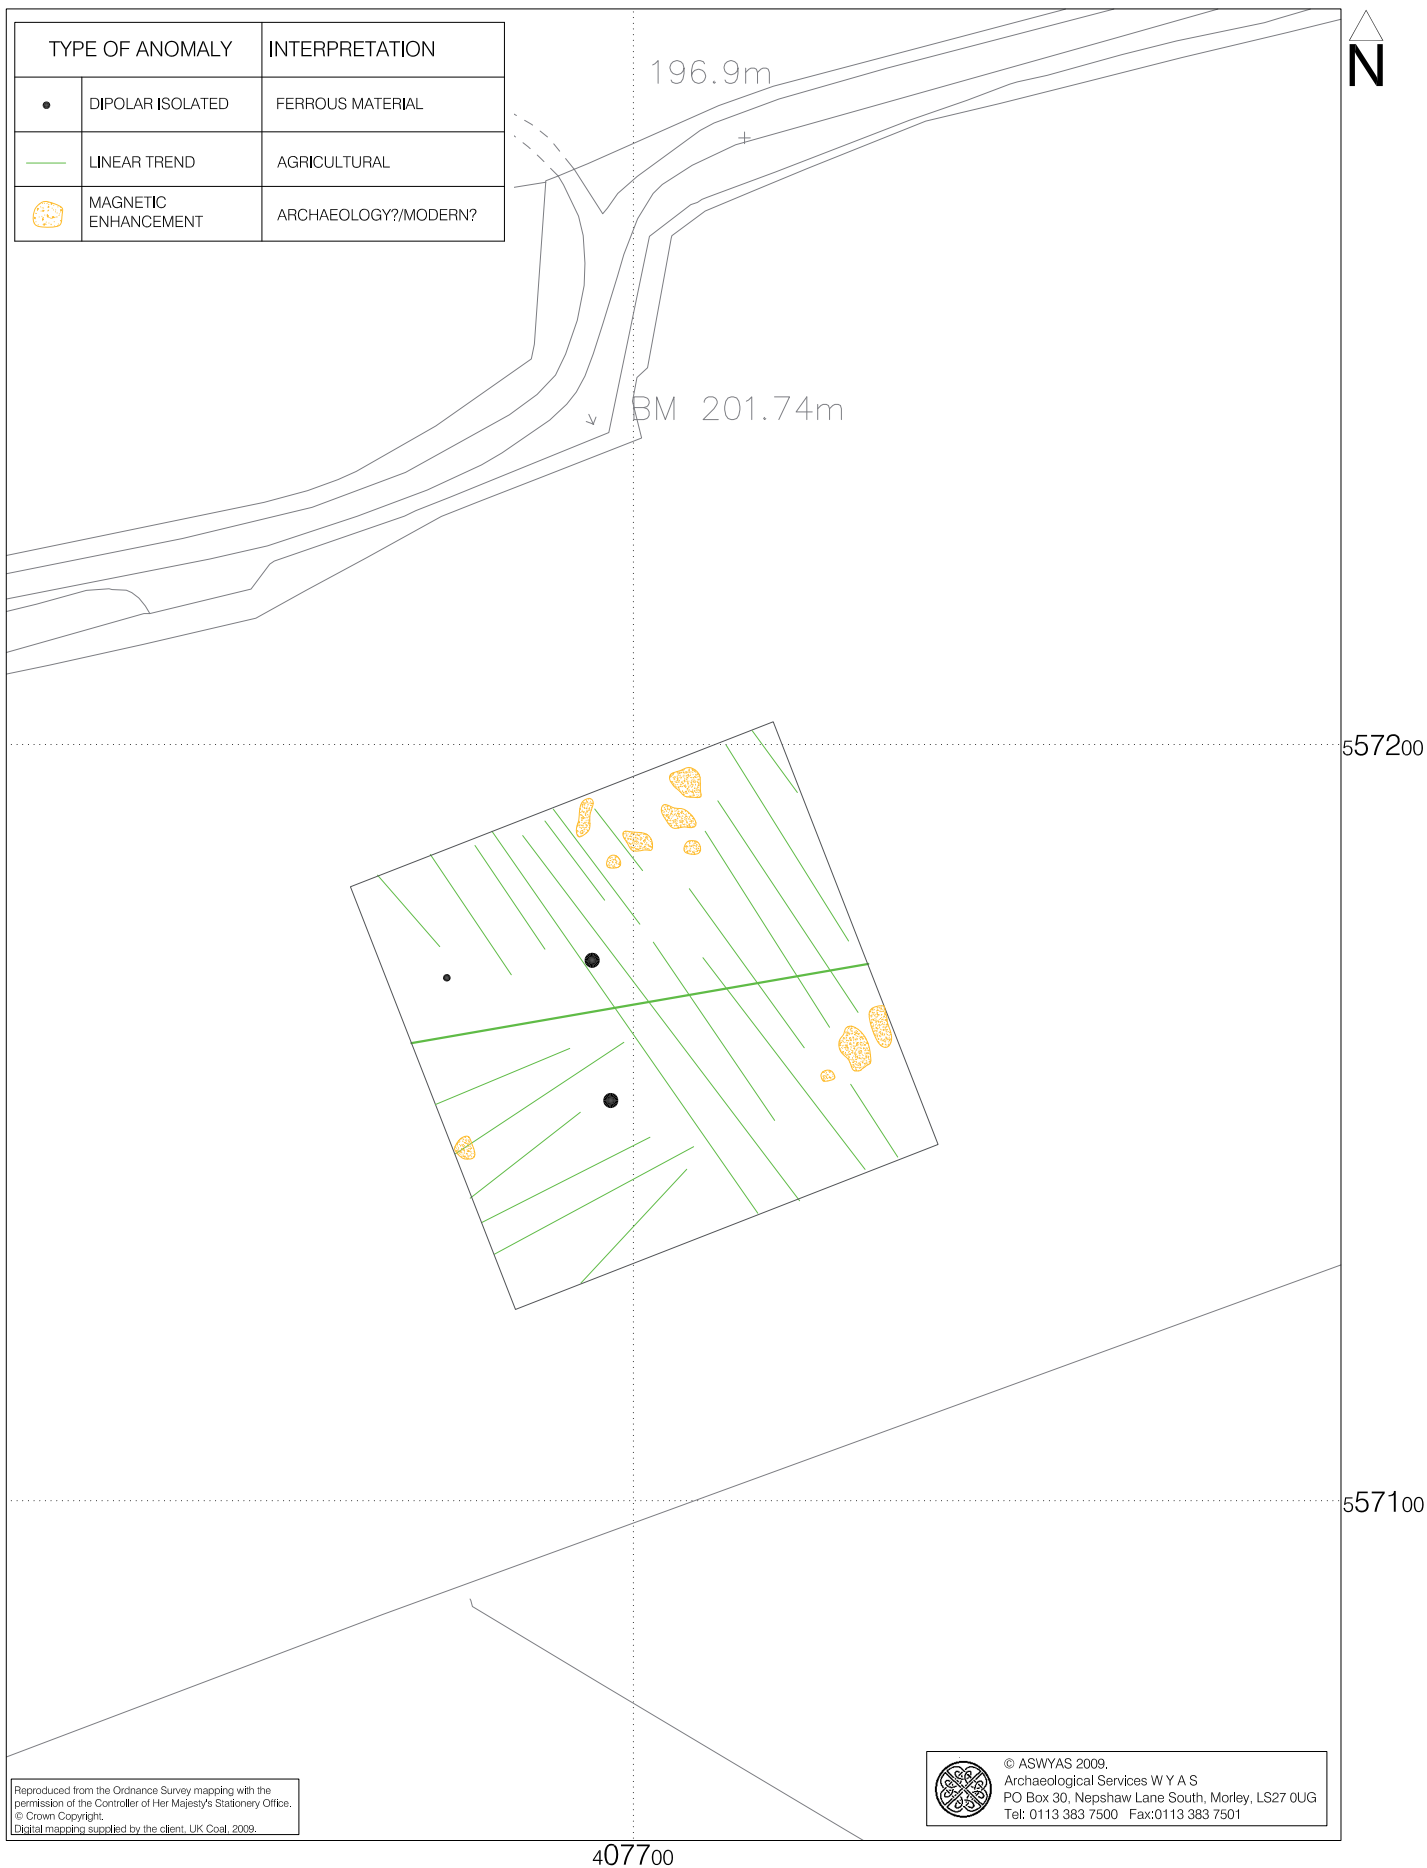 TYPE OF ANOMALY INTERPRETATION
DIPOLAR ISOLATED FERROUS MATERIAL
LINEAR TREND AGRICULTURAL
MAGNETIC
ENHANCEMENT
ARCHAEOLOGY?/MODERN?
N
196.9m
BM 201.74m
557200
557100
Reproduced from the Ordnance Survey mapping with the
permission of the Controller of Her Majesty's Stationery Office.
© Crown Copyright.
Digital mapping supplied by the client, UK Coal, 2009.
© ASWYAS 2009.
Archaeological Services W Y A S
PO Box 30, Nepshaw Lane South, Morley, LS27 0UG
Tel: 0113 383 7500 Fax:0113 383 7501
407700